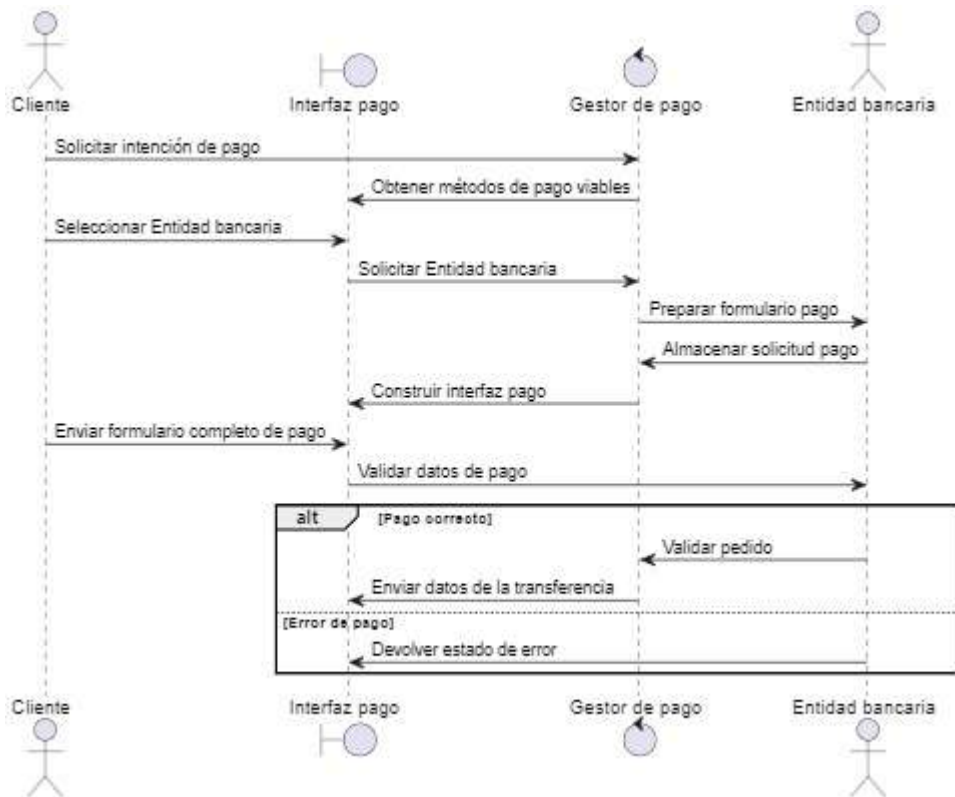 Cliente Interfaz pago Gestor de pago Entidad bancaria
Solicitar intención de pago
Obtener métodos de pago viables
Seleccionar Entidad bancaria
Solicitar Entidad bancaria
Preparar formulario pago
Almacenar solicitud pago
Construir interfaz pago
Enviar formulario completo de pago
Validar datos de pago
alt [Pago correcto]
Validar pedido
Enviar datos de la transferencia
[Error de pago]
Devolver estado de error
Cliente Interfaz pago Gestor de pago Entidad bancaria